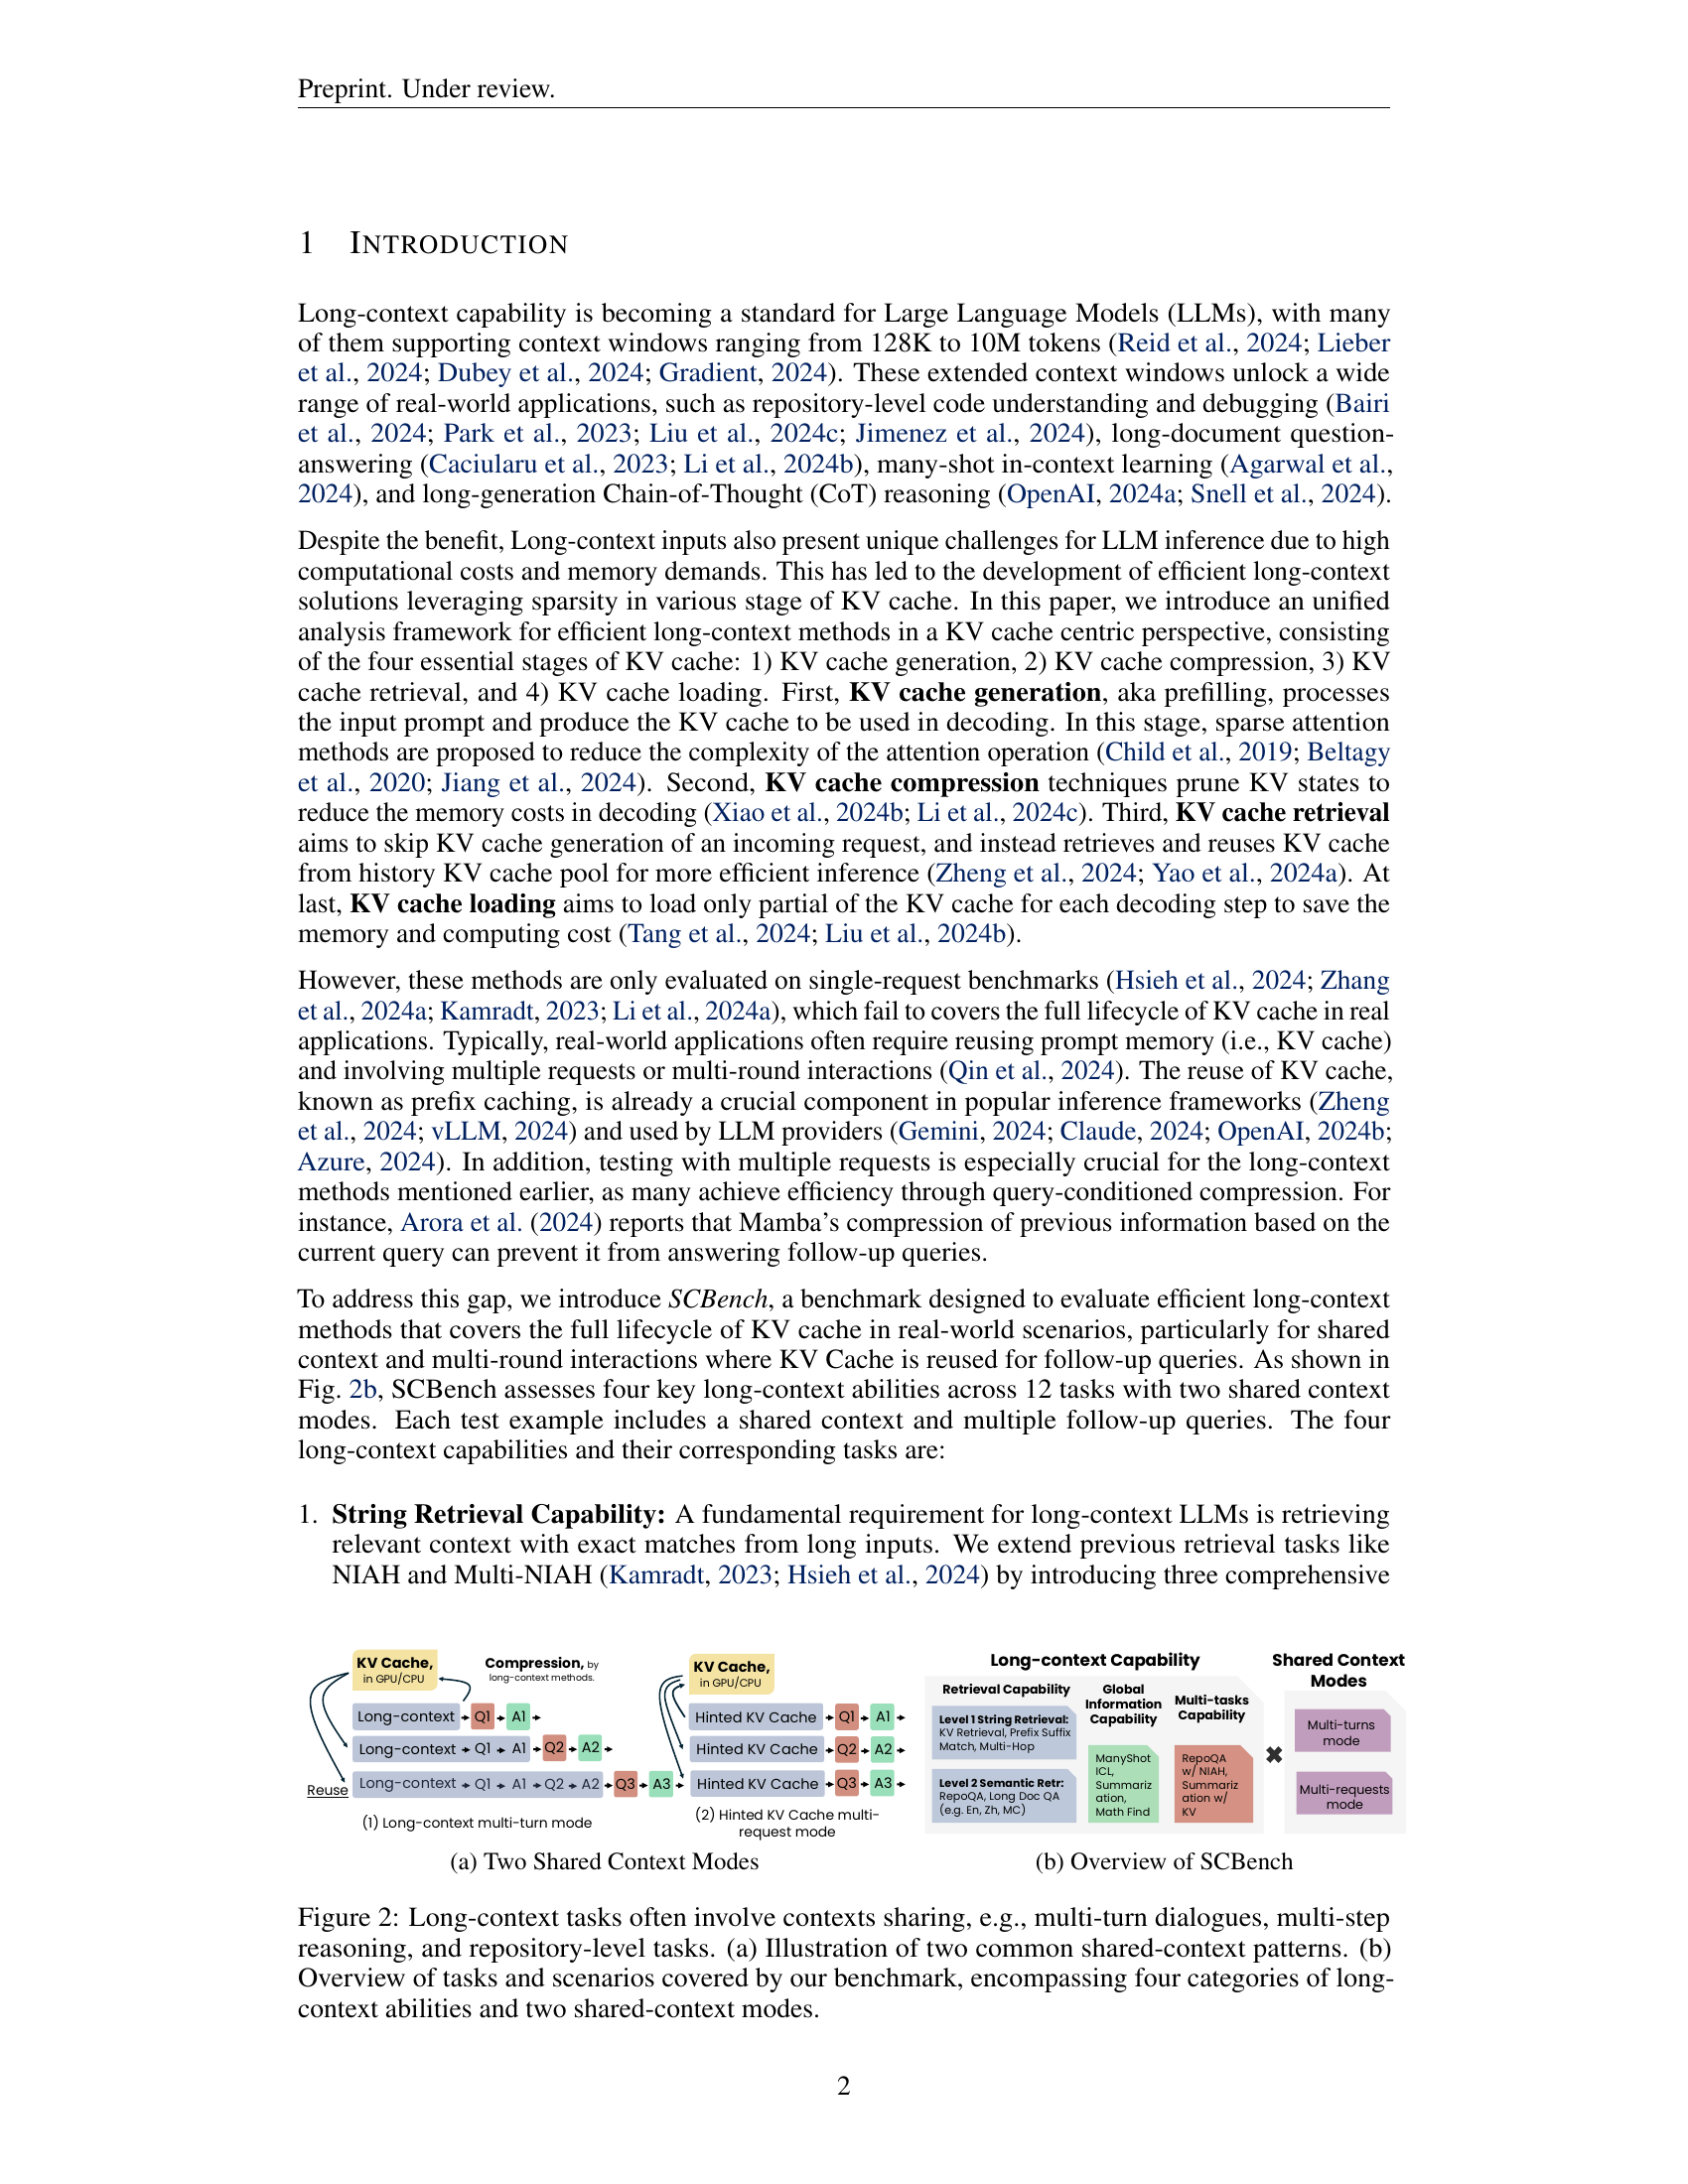 Preprint. Under review.
1 INTRODUCTION
Long-context capability is becoming a standard for Large Language Models (LLMs), with many
of them supporting context windows ranging from 128K to 10M tokens (Reid et al., 2024; Lieber
et al., 2024; Dubey et al., 2024; Gradient, 2024). These extended context windows unlock a wide
range of real-world applications, such as repository-level code understanding and debugging (Bairi
et al., 2024; Park et al., 2023; Liu et al., 2024c; Jimenez et al., 2024), long-document question-
answering (Caciularu et al., 2023; Li et al., 2024b), many-shot in-context learning (Agarwal et al.,
2024), and long-generation Chain-of-Thought (CoT) reasoning (OpenAI, 2024a; Snell et al., 2024).
Despite the benefit, Long-context inputs also present unique challenges for LLM inference due to high
computational costs and memory demands. This has led to the development of efficient long-context
solutions leveraging sparsity in various stage of KV cache. In this paper, we introduce an unified
analysis framework for efficient long-context methods in a KV cache centric perspective, consisting
of the four essential stages of KV cache: 1) KV cache generation, 2) KV cache compression, 3) KV
cache retrieval, and 4) KV cache loading. First, KV cache generation, aka prefilling, processes
the input prompt and produce the KV cache to be used in decoding. In this stage, sparse attention
methods are proposed to reduce the complexity of the attention operation (Child et al., 2019; Beltagy
et al., 2020; Jiang et al., 2024). Second, KV cache compression techniques prune KV states to
reduce the memory costs in decoding (Xiao et al., 2024b; Li et al., 2024c). Third, KV cache retrieval
aims to skip KV cache generation of an incoming request, and instead retrieves and reuses KV cache
from history KV cache pool for more efficient inference (Zheng et al., 2024; Yao et al., 2024a). At
last, KV cache loading aims to load only partial of the KV cache for each decoding step to save the
memory and computing cost (Tang et al., 2024; Liu et al., 2024b).
However, these methods are only evaluated on single-request benchmarks (Hsieh et al., 2024; Zhang
et al., 2024a; Kamradt, 2023; Li et al., 2024a), which fail to covers the full lifecycle of KV cache in real
applications. Typically, real-world applications often require reusing prompt memory (i.e., KV cache)
and involving multiple requests or multi-round interactions (Qin et al., 2024). The reuse of KV cache,
known as prefix caching, is already a crucial component in popular inference frameworks (Zheng
et al., 2024; vLLM, 2024) and used by LLM providers (Gemini, 2024; Claude, 2024; OpenAI, 2024b;
Azure, 2024). In addition, testing with multiple requests is especially crucial for the long-context
methods mentioned earlier, as many achieve efficiency through query-conditioned compression. For
instance, Arora et al. (2024) reports that Mamba's compression of previous information based on the
current query can prevent it from answering follow-up queries.
To address this gap, we introduce SCBench, a benchmark designed to evaluate efficient long-context
methods that covers the full lifecycle of KV cache in real-world scenarios, particularly for shared
context and multi-round interactions where KV Cache is reused for follow-up queries. As shown in
Fig. 2b, SCBench assesses four key long-context abilities across 12 tasks with two shared context
modes. Each test example includes a shared context and multiple follow-up queries. The four
long-context capabilities and their corresponding tasks are:
1. String Retrieval Capability: A fundamental requirement for long-context LLMs is retrieving
relevant context with exact matches from long inputs. We extend previous retrieval tasks like
NIAH and Multi-NIAH (Kamradt, 2023; Hsieh et al., 2024) by introducing three comprehensive
KV Cache,
in GPU/CPU
Compression, by
long-context methods.
Long-context Q1 A1
Long-context Q1 A1 Q2 A2
Long-context Q1 A1 Q2 A2 Q3 A3
Reuse
(1) Long-context multi-turn mode
KV Cache,
in GPU/CPU
Hinted KV Cache Q1 A1
Hinted KV Cache Q2 A2
Hinted KV Cache Q3 A3
(2) Hinted KV Cache multi-
request mode
(a) Two Shared Context Modes
Long-context Capability
Retrieval Capability
Level 1 String Retrieval:
KV Retrieval, Prefix Suffix
Match, Multi-Hop
Level 2 Semantic Retr:
RepoQA, Long Doc QA
(e.g. En, Zh, MC)
Global
Information
Capability
ManyShot
ICL,
Summariz
ation,
Math Find
Multi-tasks
Capability
RepoQA
w/ NIAH,
Summariz
ation w/
KV
Shared Context
Modes
Multi-turns
mode
Multi-requests
mode
(b) Overview of SCBench
Figure 2: Long-context tasks often involve contexts sharing, e.g., multi-turn dialogues, multi-step
reasoning, and repository-level tasks. (a) Illustration of two common shared-context patterns. (b)
Overview of tasks and scenarios covered by our benchmark, encompassing four categories of long-
context abilities and two shared-context modes.
2